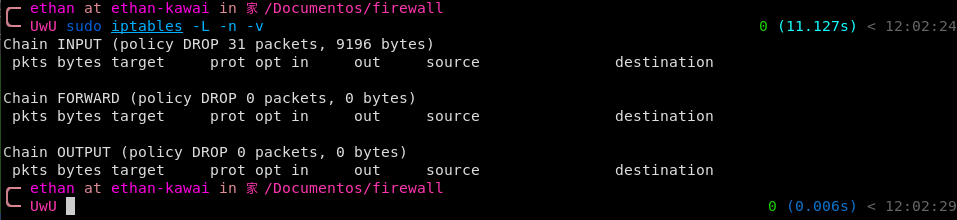 ethan at ethan-kawai in 家 /Documentos/firewall
UwU sudo iptables -L -n -v 0 (11.127s) < 12:02:24
Chain INPUT (policy DROP 31 packets, 9196 bytes)
pkts bytes target prot opt in out source destination
Chain FORWARD (policy DROP 0 packets, 0 bytes)
pkts bytes target prot opt in out source destination
Chain OUTPUT (policy DROP 0 packets, 0 bytes)
pkts bytes target prot opt in out source destination
ethan at ethan-kawai in 家 /Documentos/firewall
UwU 0 (0.006s) < 12:02:29